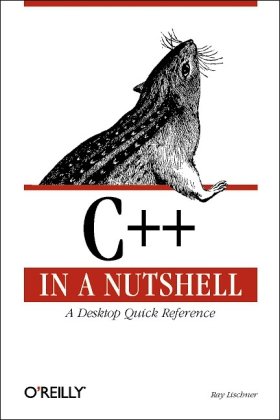 C++
IN A NUTSHELL
A Desktop Quick Reference
O'REILLY
Ray Lischner